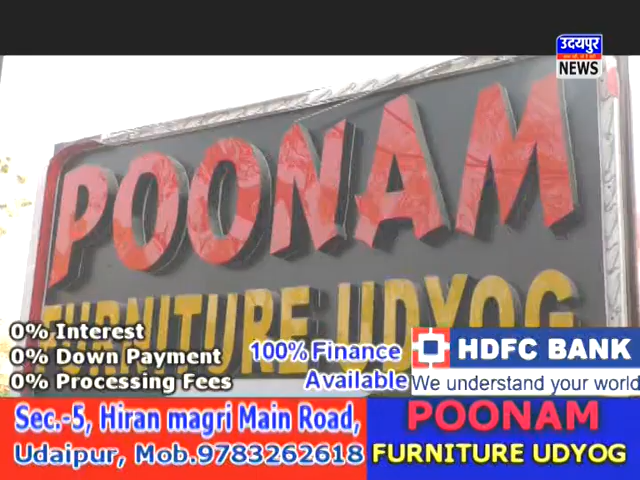 उदयपुर
NEWS
POONAM
FURNITURE UDYOG
0% Interest
0% Down Payment
0% Processing Fees
100% Finance
Available
HDFC BANK
We understand your world
Sec.-5, Hiran magri Main Road,
Udaipur, Mob.9783262618
POONAM
FURNITURE UDYOG